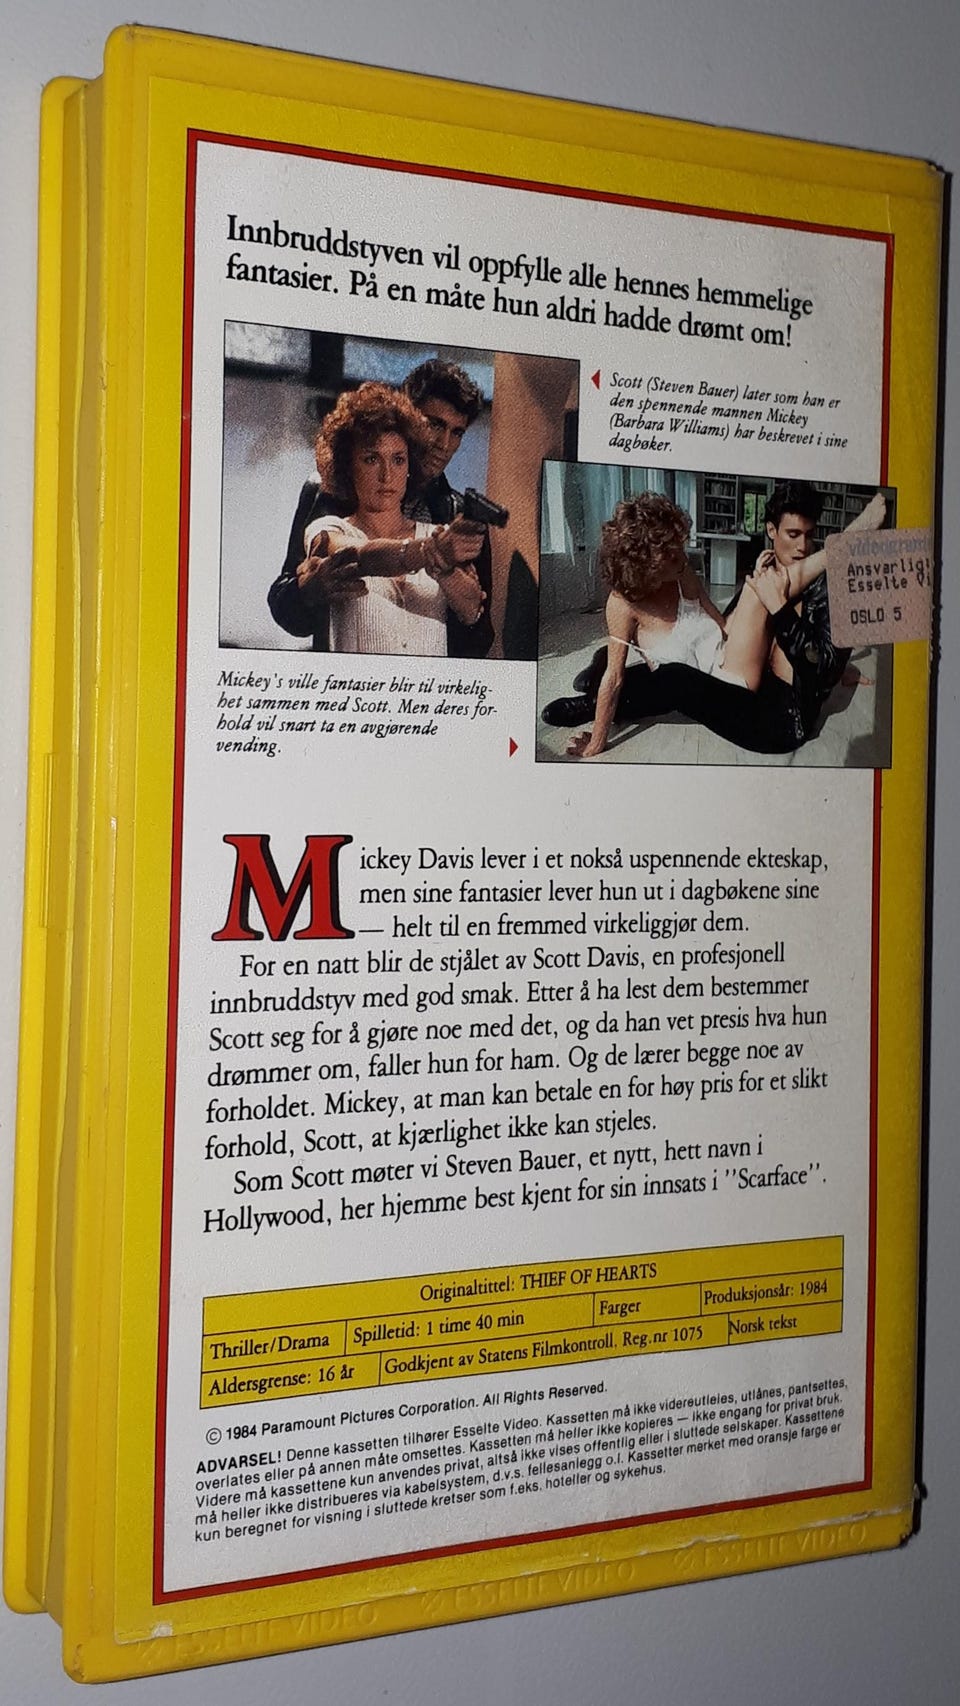 Innbruddstyven vil oppfylle alle hennes hemmelige
fantasier. På en måte hun aldri hadde drømt om!
Scott (Steven Bauer) later som han er
den spennende mannen Mickey
(Barbara Williams) har beskrevet i sine
dagbøker.
videogram
Ansvarlig
Esselte Vi
OSLO 5
Mickey's ville fantasier blir til virkelig-
het sammen med Scott. Men deres for-
hold vil snart ta en avgjørende
vending.
Mickey Davis lever i et nokså uspennende ekteskap,
men sine fantasier lever hun ut i dagbøkene sine
— helt til en fremmed virkeliggjør dem.
For en natt blir de stjålet av Scott Davis, en profesjonell
innbruddstyv med god smak. Etter å ha lest dem bestemmer
Scott seg for å gjøre noe med det, og da han vet presis hva hun
drømmer om, faller hun for ham. Og de lærer begge noe av
forholdet. Mickey, at man kan betale en for høy pris for et slikt
forhold, Scott, at kjærlighet ikke kan stjeles.
Som Scott møter vi Steven Bauer, et nytt, hett navn i
Hollywood, her hjemme best kjent for sin innsats i "Scarface".
Originaltittel: THIEF OF HEARTS
Thriller/Drama Spilletid: 1 time 40 min Farger Produksjonsår: 1984
Aldersgrense: 16 år Godkjent av Statens Filmkontroll. Reg.nr 1075 Norsk tekst
© 1984 Paramount Pictures Corporation. All Rights Reserved.
ADVARSEL! Denne kassetten tilhører Esselte Video. Kassetten må ikke videreutleies, utlånes, pantsettes,
overlates eller på annen måte omsettes. Kassetten må heller ikke kopieres — ikke engang for privat bruk.
Videre må kassettene kun anvendes privat, altså ikke vises offentlig eller i sluttede selskaper. Kassettene
må heller ikke distribueres via kabelsystem, d.v.s. fellesanlegg o.l. Kassetter merket med oransje farge er
kun beregnet for visning i sluttede kretser som f.eks. hoteller og sykehus.
ESSELTE VIDEO ESSELTE VIDEO ESSELTE VIDEO